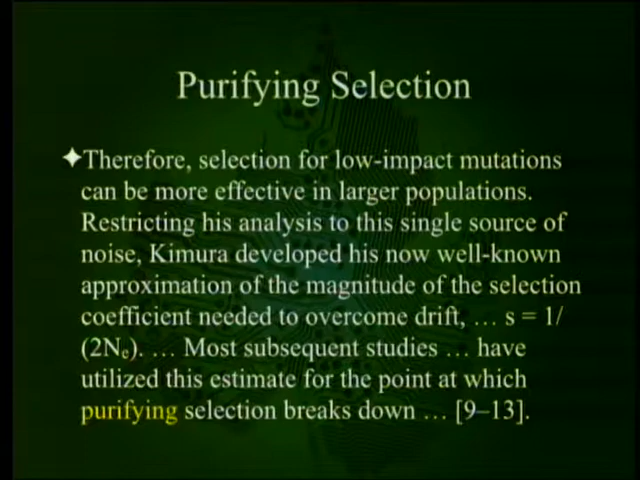 Purifying Selection
✦Therefore, selection for low-impact mutations
can be more effective in larger populations.
Restricting his analysis to this single source of
noise, Kimura developed his now well-known
approximation of the magnitude of the selection
coefficient needed to overcome drift, … s = 1/
(2Nₑ). … Most subsequent studies … have
utilized this estimate for the point at which
purifying selection breaks down … [9–13].